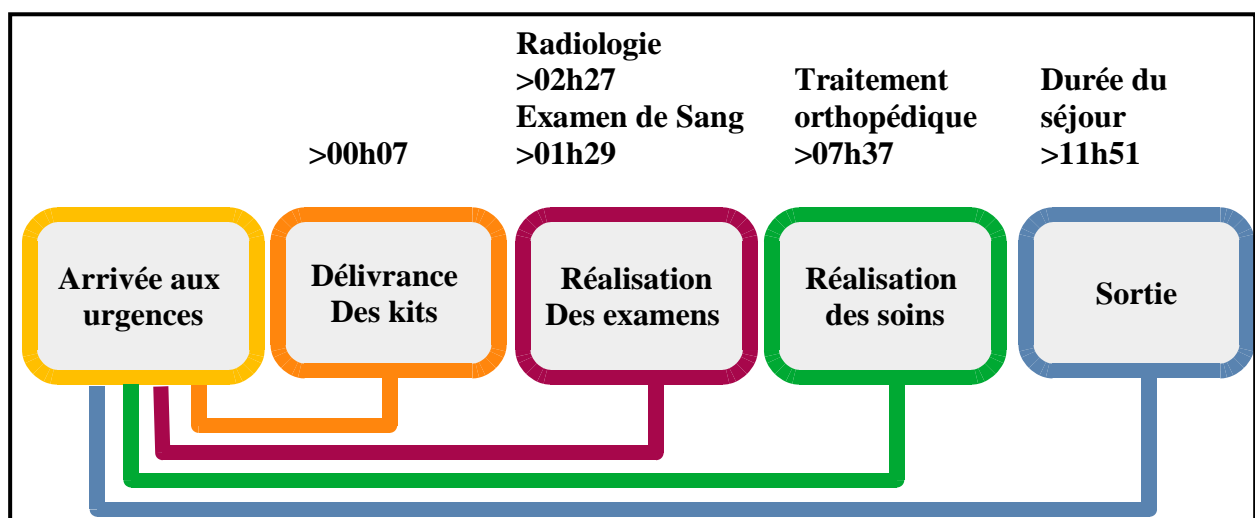 >00h07
Radiologie
>02h27
Examen de Sang
>01h29
Traitement
orthopédique
>07h37
Durée du
séjour
>11h51
Arrivée aux
urgences
Délivrance
Des kits
Réalisation
Des examens
Réalisation
des soins
Sortie